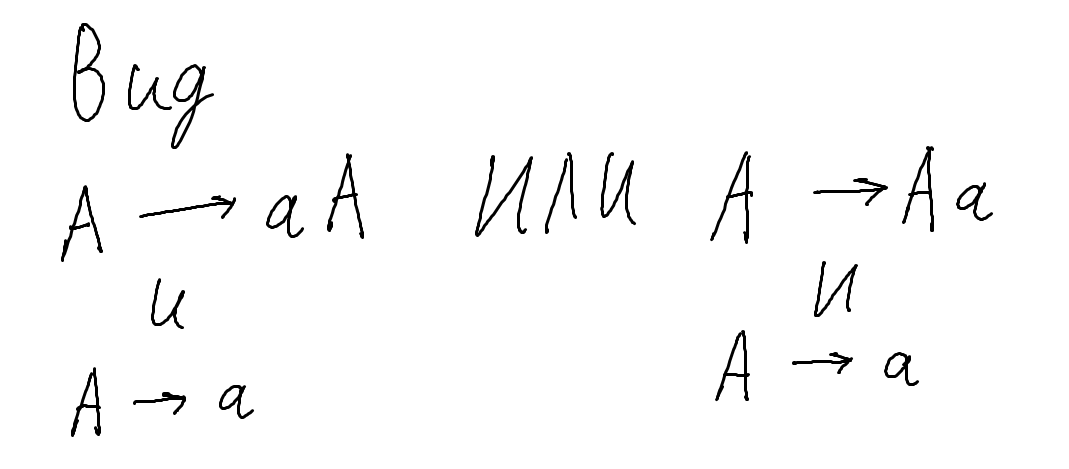 Вид
A → aA ИЛИ A → Aa
и И
A → a A → a